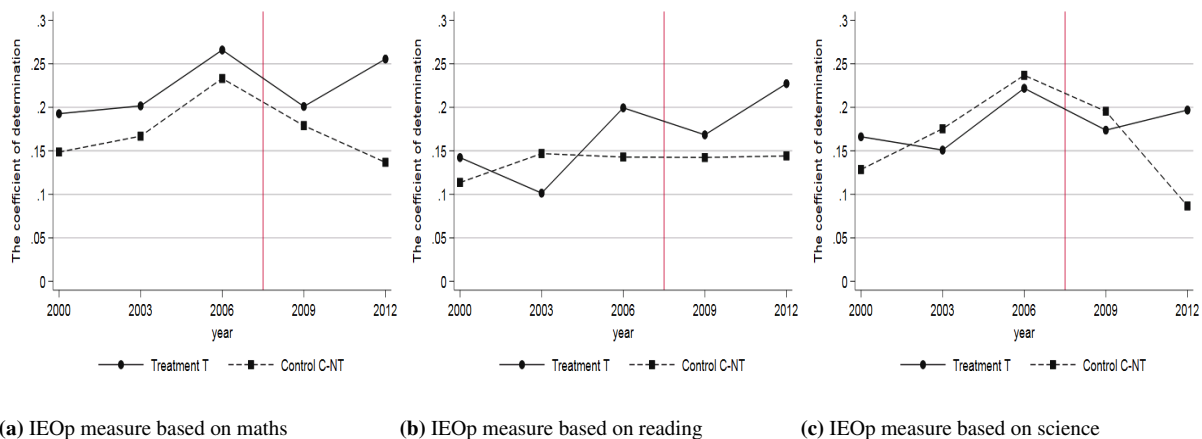 The coefficient of determination
.3
.25
.2
.15
.1
.05
0
2000 2003 2006 2009 2012
year
Treatment T Control C-NT
(a) IEOp measure based on maths
The coefficient of determination
.3
.25
.2
.15
.1
.05
0
2000 2003 2006 2009 2012
year
Treatment T Control C-NT
(b) IEOp measure based on reading
The coefficient of determination
.3
.25
.2
.15
.1
.05
0
2000 2003 2006 2009 2012
year
Treatment T Control C-NT
(c) IEOp measure based on science